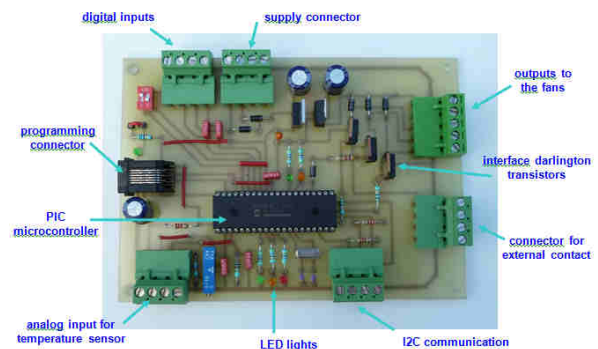 digital inputs
supply connector
outputs to
the fans
programming
connector
interface darlington
transistors
PIC
microcontroller
connector for
external contact
analog input for
temperature sensor
LED lights
I2C communication